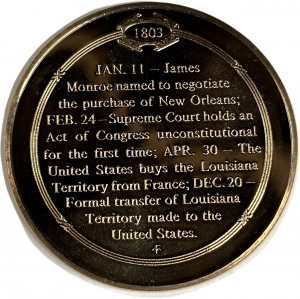 1803
JAN. 11 – James
Monroe named to negotiate
the purchase of New Orleans;
FEB. 24 – Supreme Court holds an
Act of Congress unconstitutional
for the first time; APR. 30 – The
United States buys the Louisiana
Territory from France; DEC. 20 –
Formal transfer of Louisiana
Territory made to the
United States.